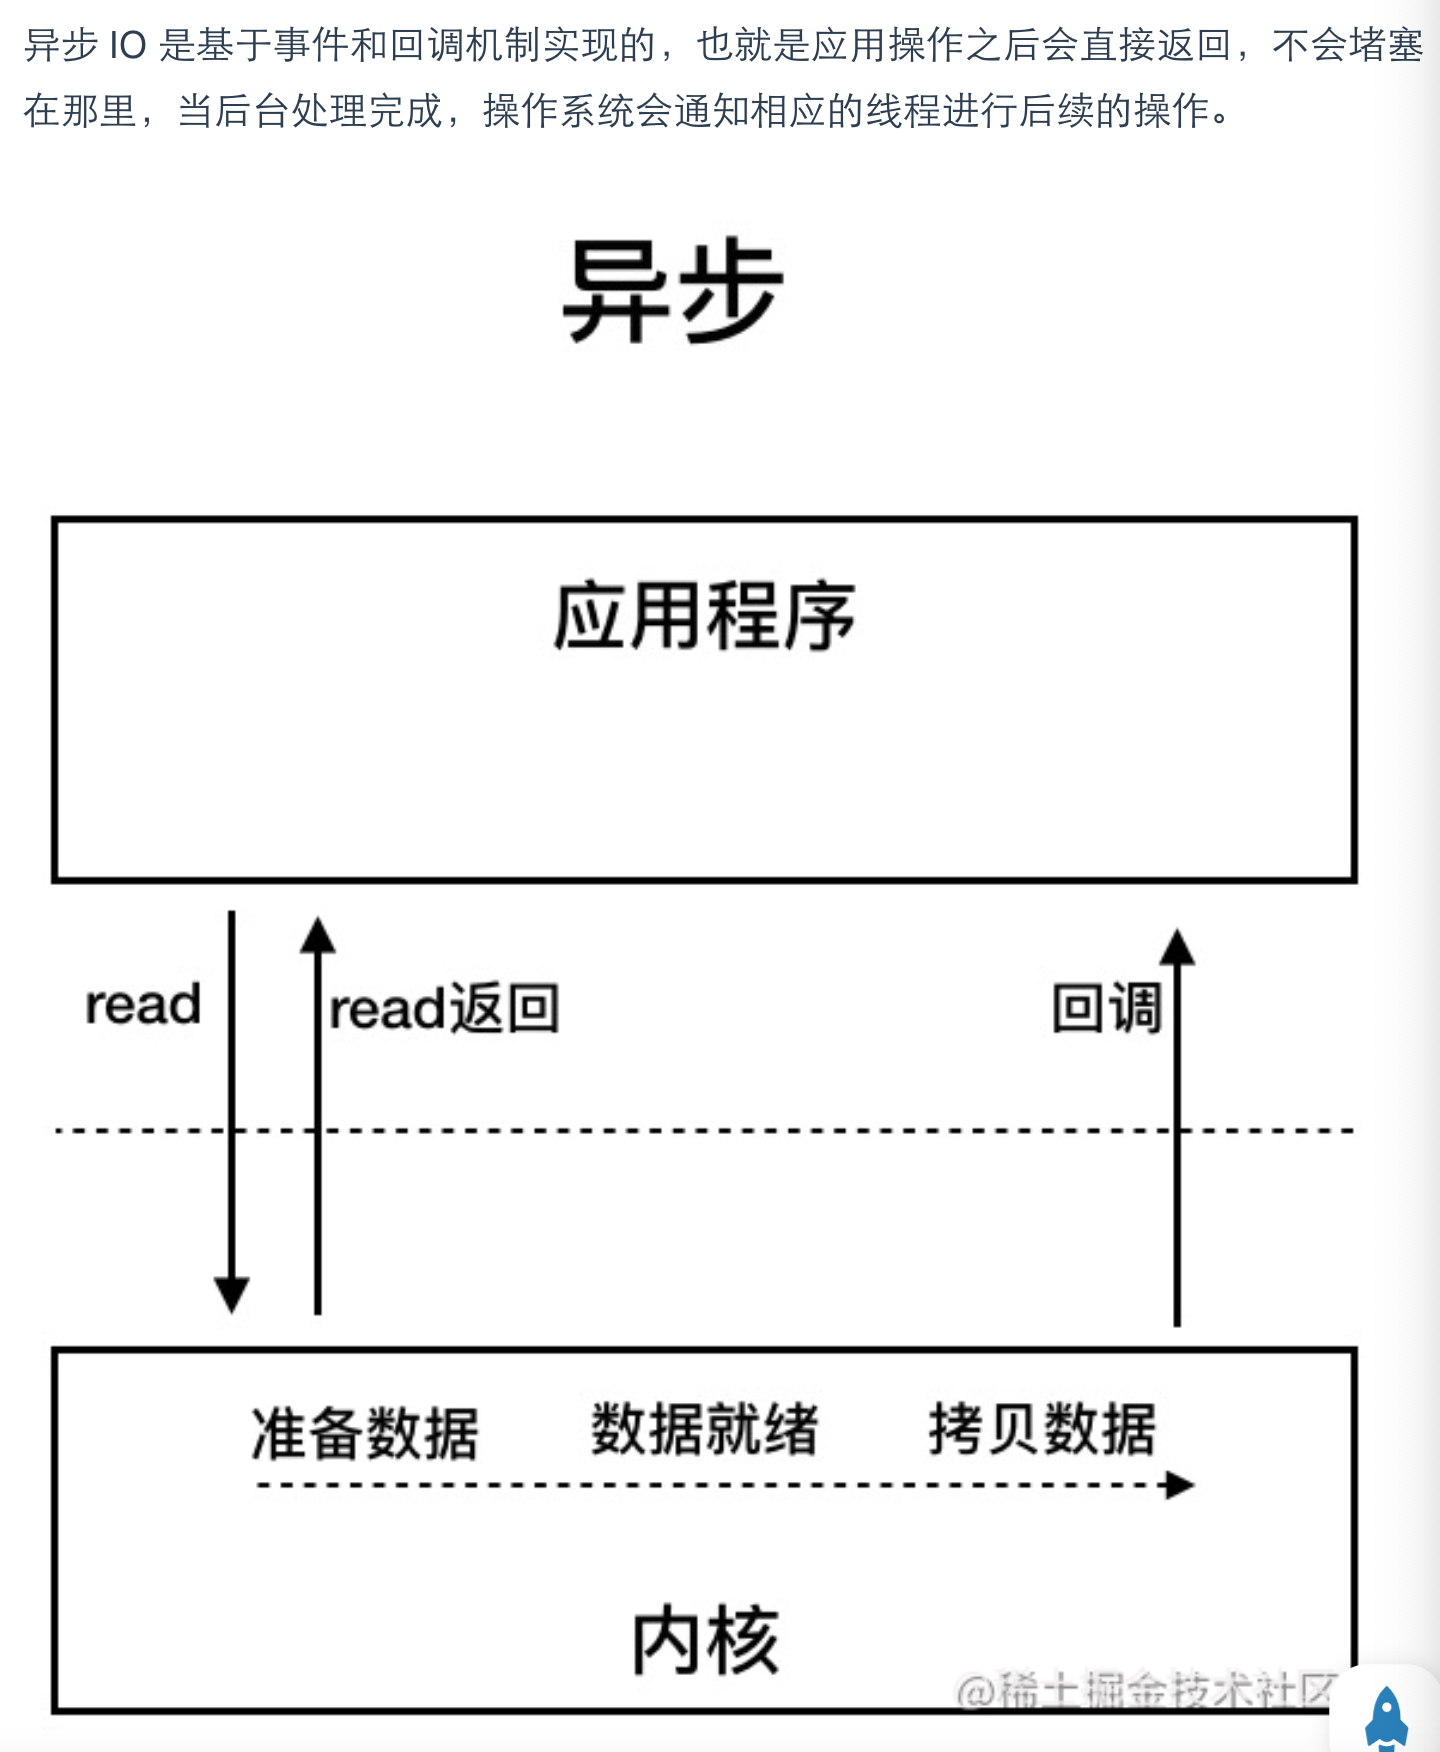 异步 IO 是基于事件和回调机制实现的，也就是应用操作之后会直接返回，不会堵塞
在那里，当后台处理完成，操作系统会通知相应的线程进行后续的操作。
异步
应用程序
read
read返回
回调
准备数据
数据就绪
拷贝数据
内核
@稀土掘金技术社区